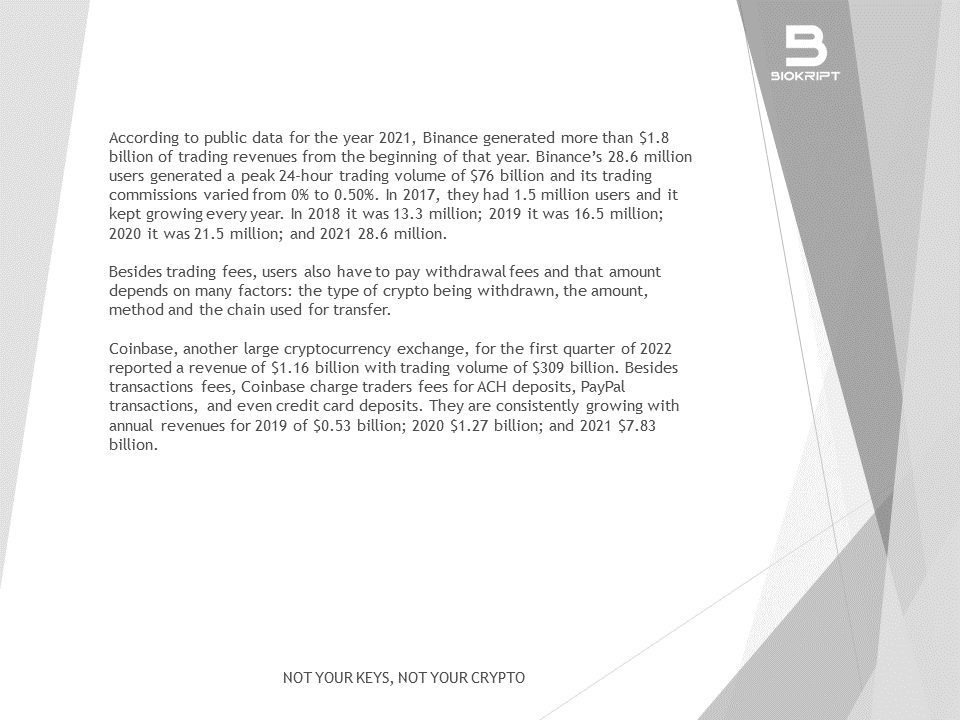 BIOKRIPT
According to public data for the year 2021, Binance generated more than $1.8
billion of trading revenues from the beginning of that year. Binance’s 28.6 million
users generated a peak 24-hour trading volume of $76 billion and its trading
commissions varied from 0% to 0.50%. In 2017, they had 1.5 million users and it
kept growing every year. In 2018 it was 13.3 million; 2019 it was 16.5 million;
2020 it was 21.5 million; and 2021 28.6 million.
Besides trading fees, users also have to pay withdrawal fees and that amount
depends on many factors: the type of crypto being withdrawn, the amount,
method and the chain used for transfer.
Coinbase, another large cryptocurrency exchange, for the first quarter of 2022
reported a revenue of $1.16 billion with trading volume of $309 billion. Besides
transactions fees, Coinbase charge traders fees for ACH deposits, PayPal
transactions, and even credit card deposits. They are consistently growing with
annual revenues for 2019 of $0.53 billion; 2020 $1.27 billion; and 2021 $7.83
billion.
NOT YOUR KEYS, NOT YOUR CRYPTO